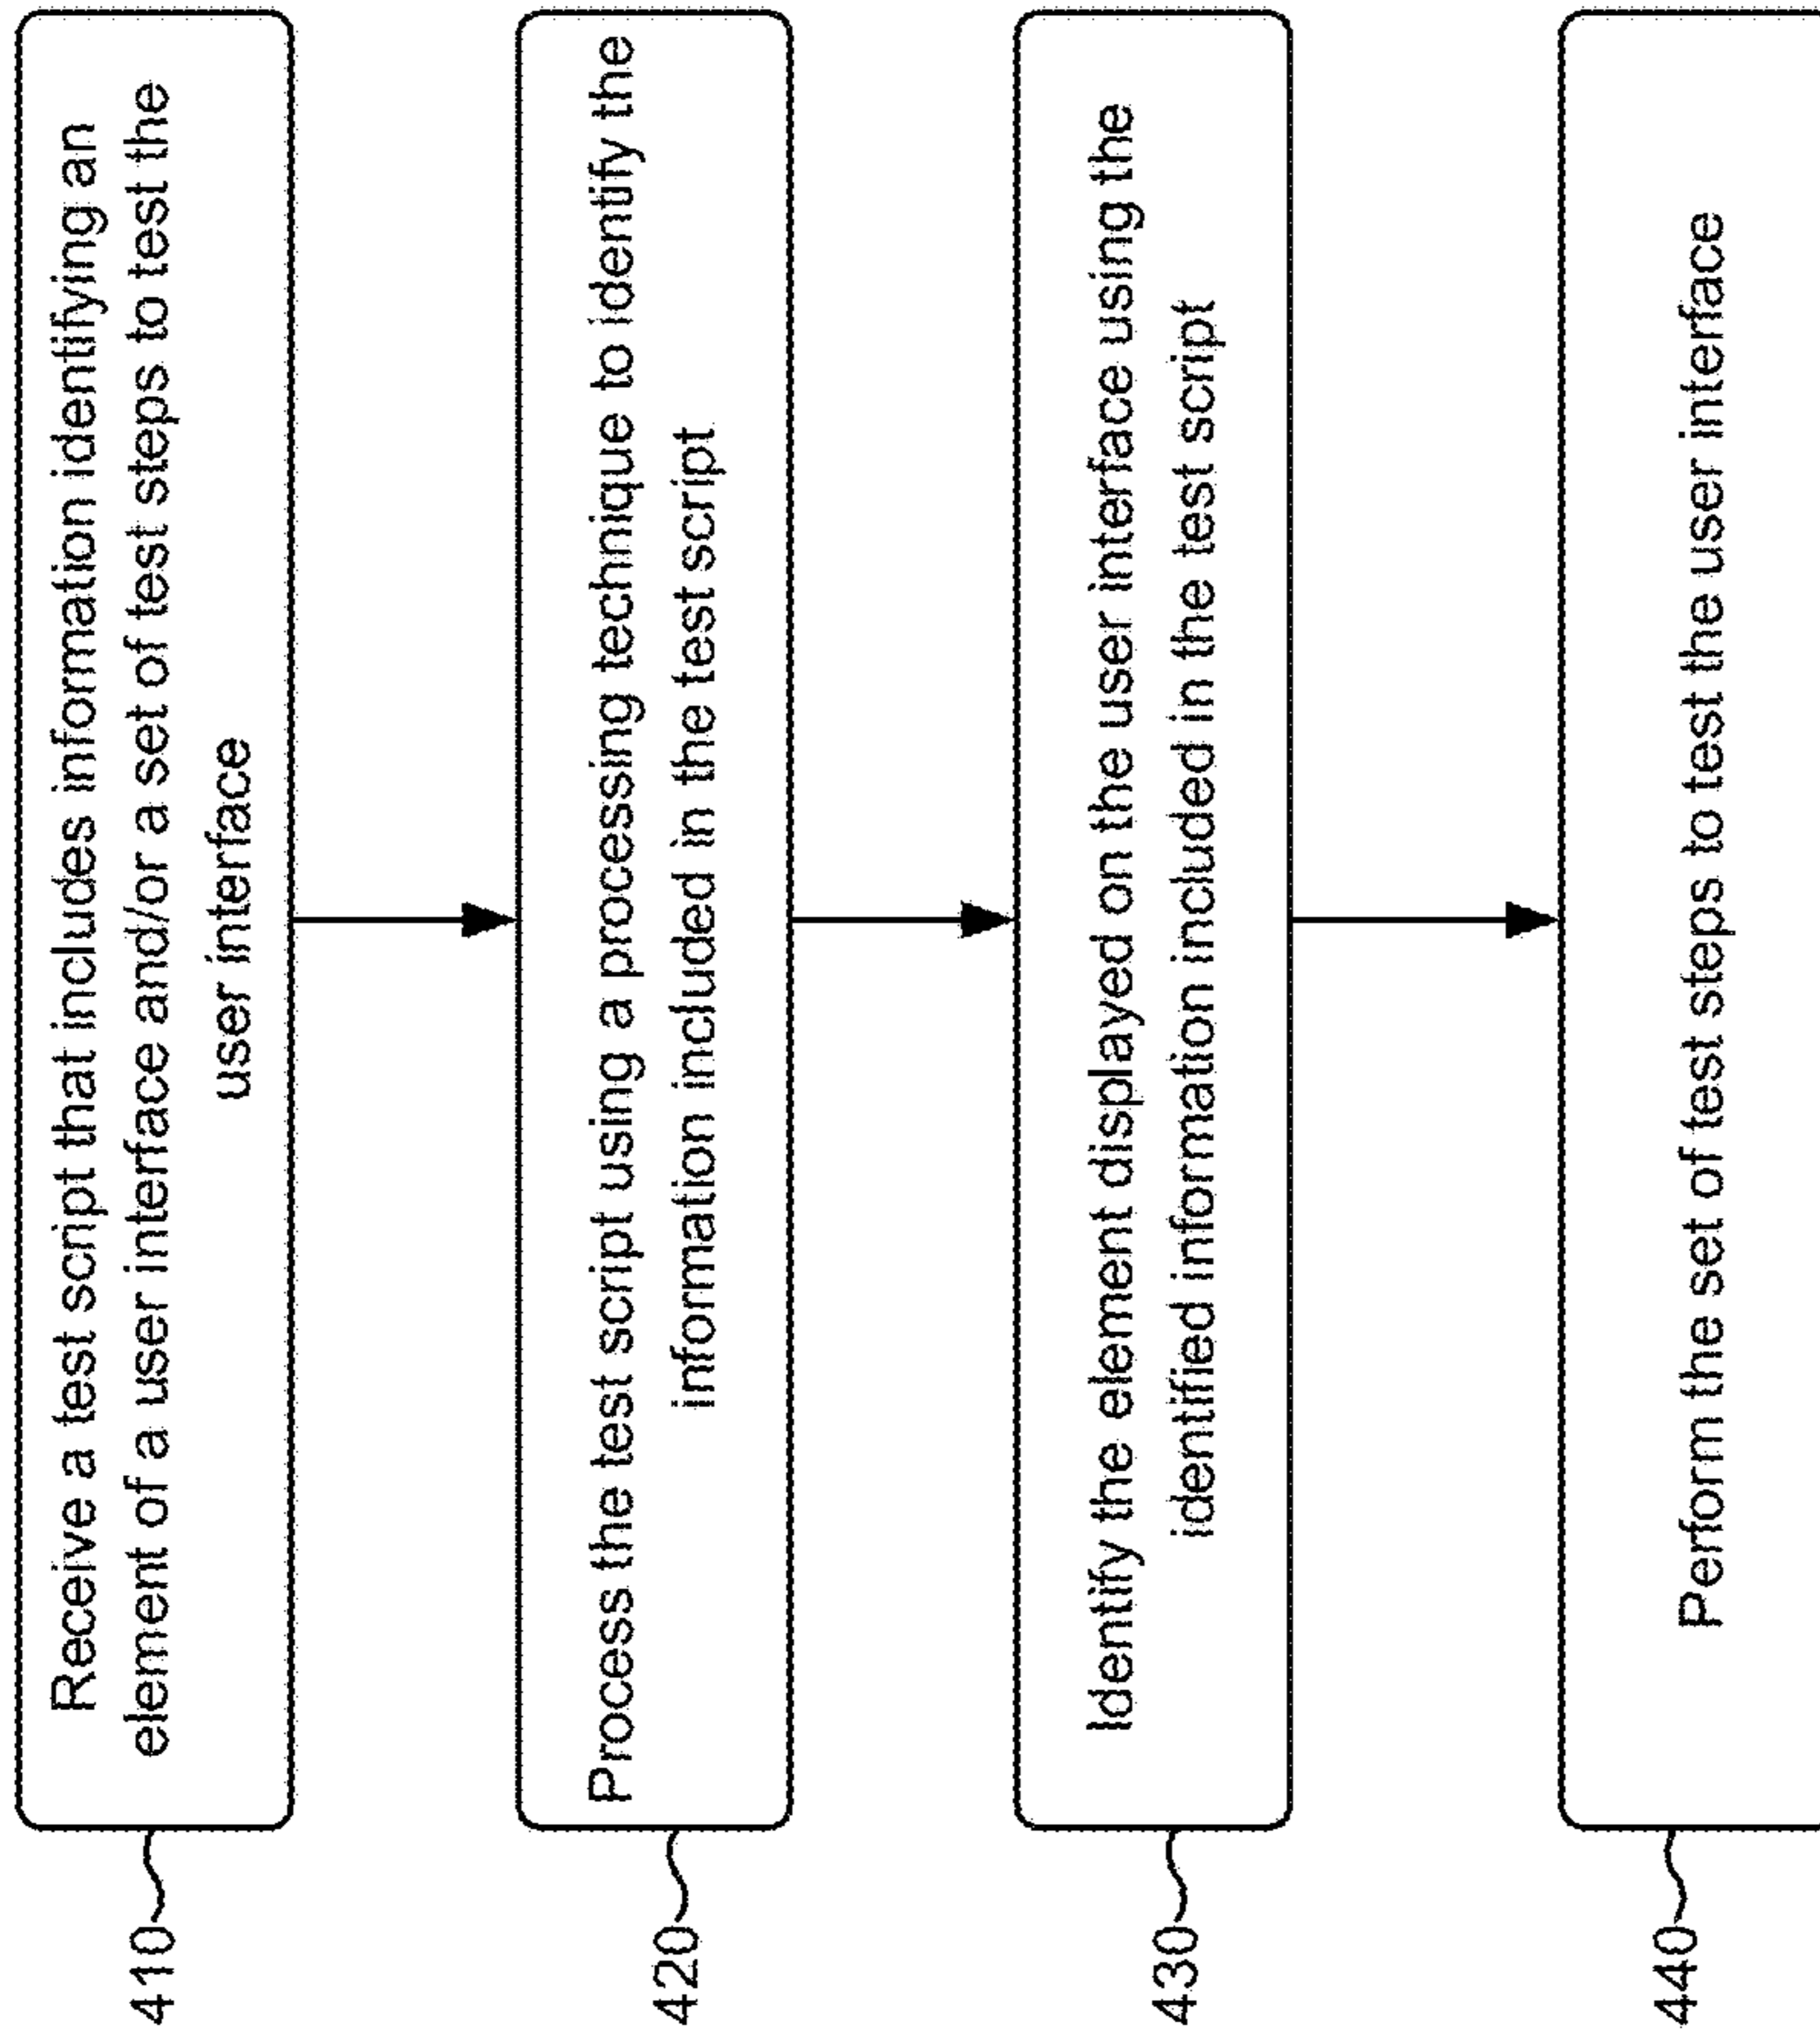 410
Receive a test script that includes information identifying an
element of a user interface and/or a set of test steps to test the
user interface
420
Process the test script using a processing technique to identify the
information included in the test script
430
Identify the element displayed on the user interface using the
identified information included in the test script
440
Perform the set of test steps to test the user interface